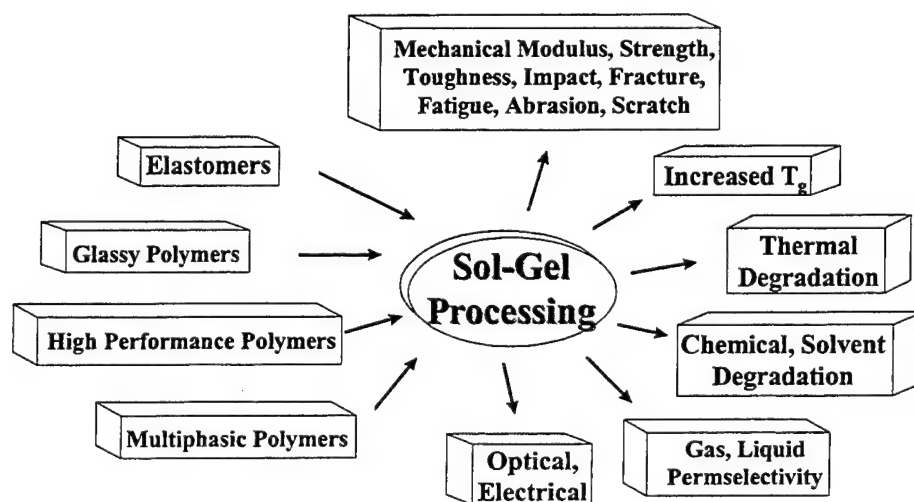 Mechanical Modulus, Strength,
Toughness, Impact, Fracture,
Fatigue, Abrasion, Scratch
Elastomers
Increased Tg
Glassy Polymers
Sol-Gel
Processing
Thermal
Degradation
High Performance Polymers
Chemical, Solvent
Degradation
Multiphasic Polymers
Optical,
Electrical
Gas, Liquid
Permselectivity